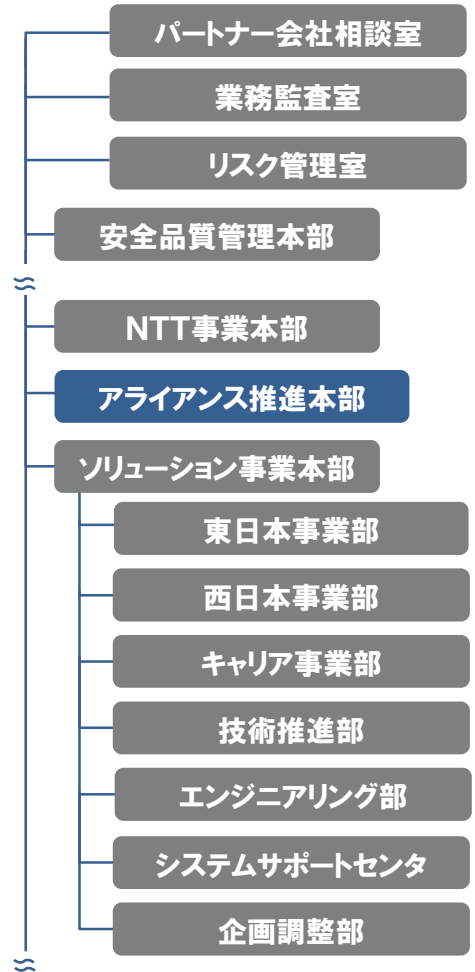 パートナー会社相談室
業務監査室
リスク管理室
安全品質管理本部
NTT事業本部
アライアンス推進本部
ソリューション事業本部
東日本事業部
西日本事業部
キャリア事業部
技術推進部
エンジニアリング部
システムサポートセンタ
企画調整部